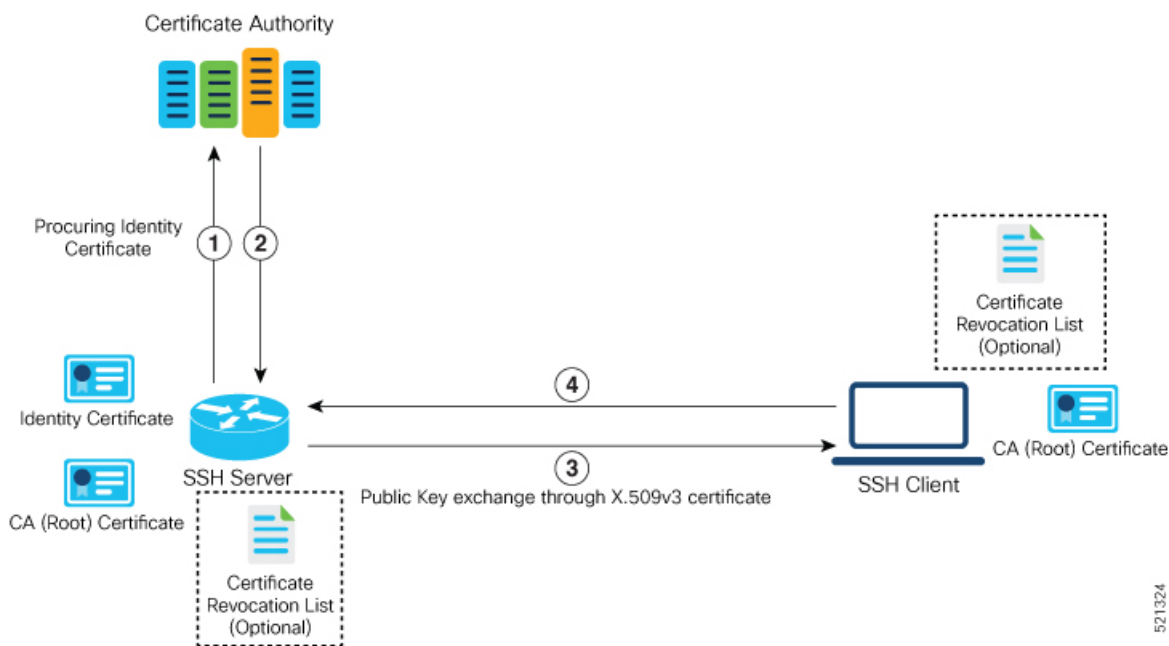 Certificate Authority
Procuring Identity
Certificate
1
2
Certificate
Revocation List
(Optional)
4
Identity Certificate
CA (Root) Certificate
SSH Server
3
SSH Client
Public Key exchange through X.509v3 certificate
CA (Root) Certificate
Certificate
Revocation List
(Optional)
521324